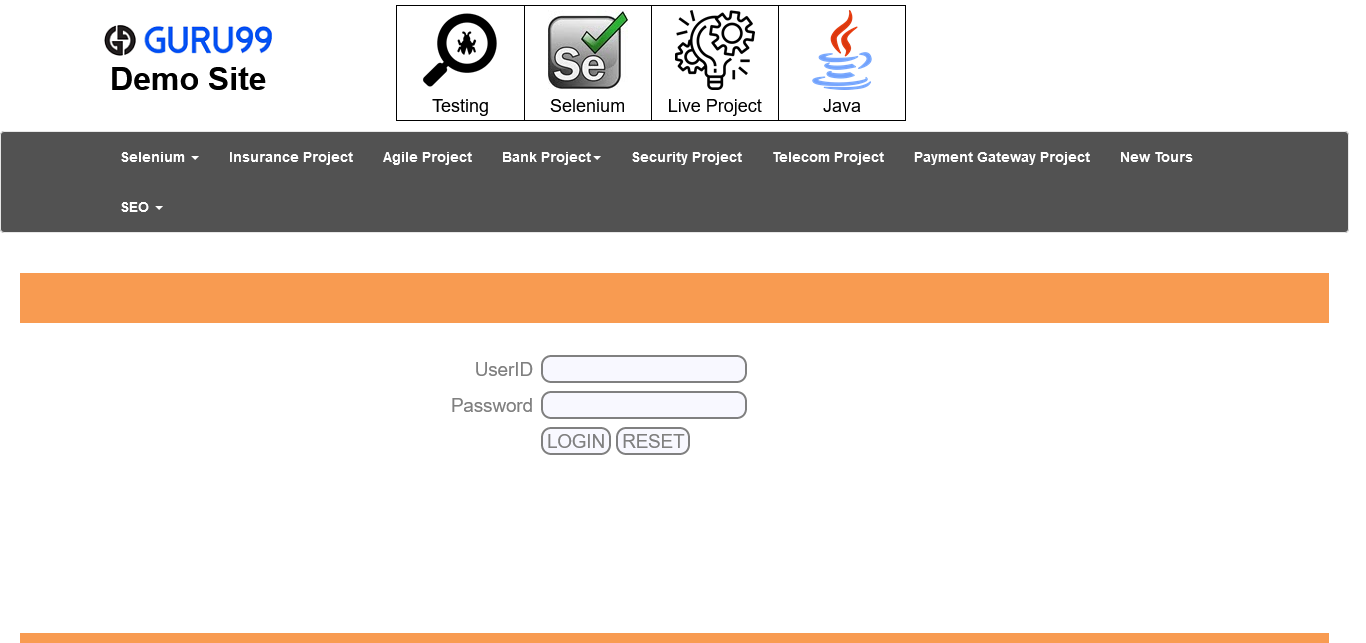 GURU99
Demo Site
Se
Testing Selenium Live Project Java
Selenium Insurance Project Agile Project Bank Project Security Project Telecom Project Payment Gateway Project New Tours
SEO
UserID
Password
LOGIN RESET